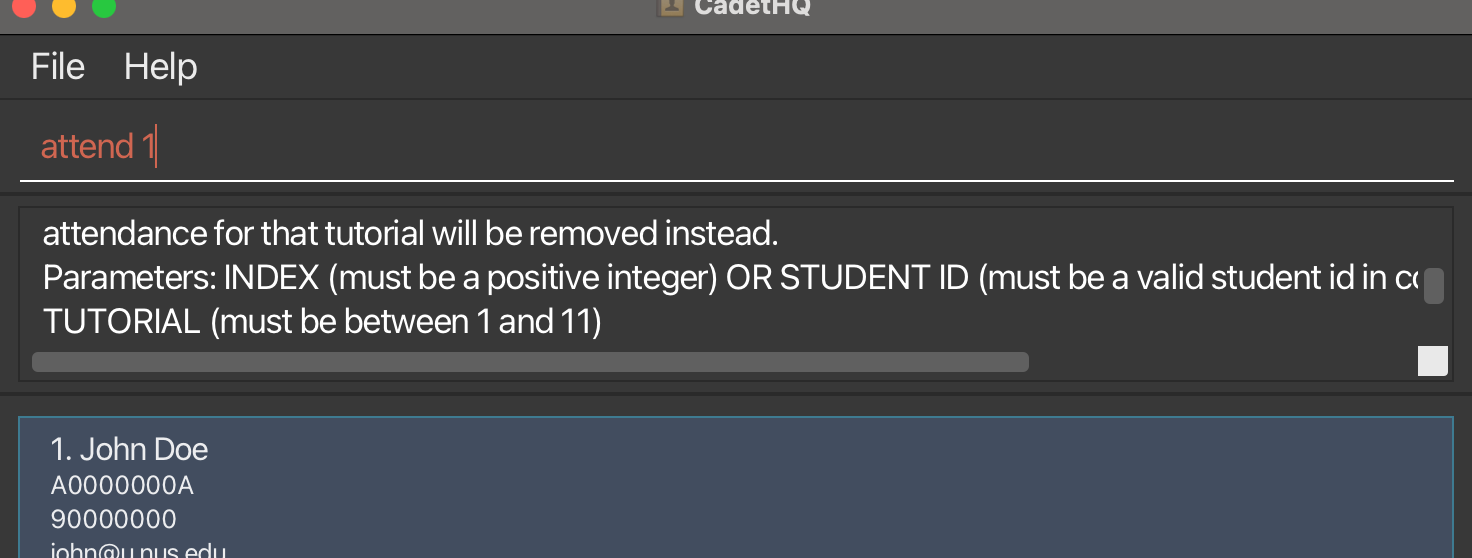 CadetHQ
File Help
attend 1
attendance for that tutorial will be removed instead.
Parameters: INDEX (must be a positive integer) OR STUDENT ID (must be a valid student id in
TUTORIAL (must be between 1 and 11)
1. John Doe
A0000000A
90000000
john@u.nus.edu